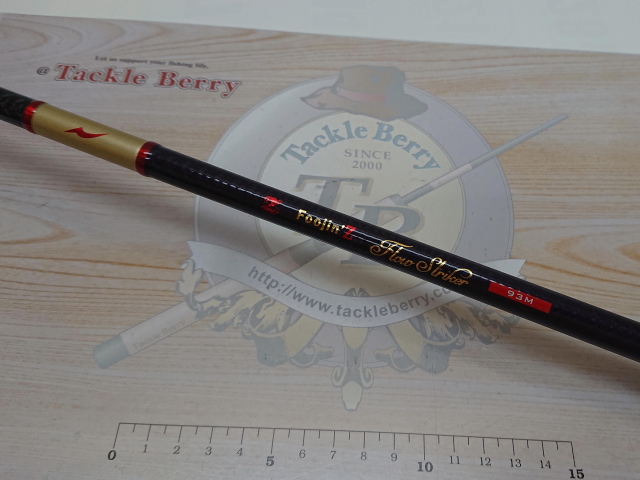 Let us support your fishing life.
@ Tackle Berry
Tackle Berry
SINCE
2000
TB
Foojin'Z Flow Striker 93M
http://www.tackleberry.co
0 1 2 3 4 5 6 7 8 9 10 11 12 13 14 15